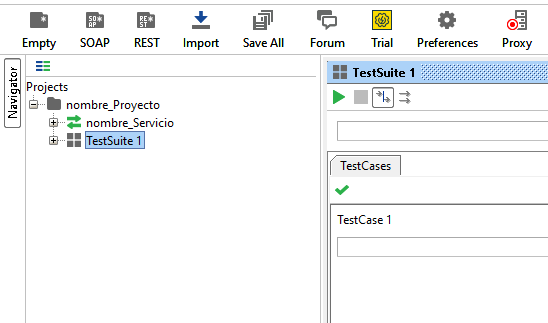 Empty SOAP REST Import Save All Forum Trial Preferences Proxy
Navigator
Projects
nombre_Proyecto
nombre_Servicio
TestSuite 1
TestSuite 1
TestCases
TestCase 1